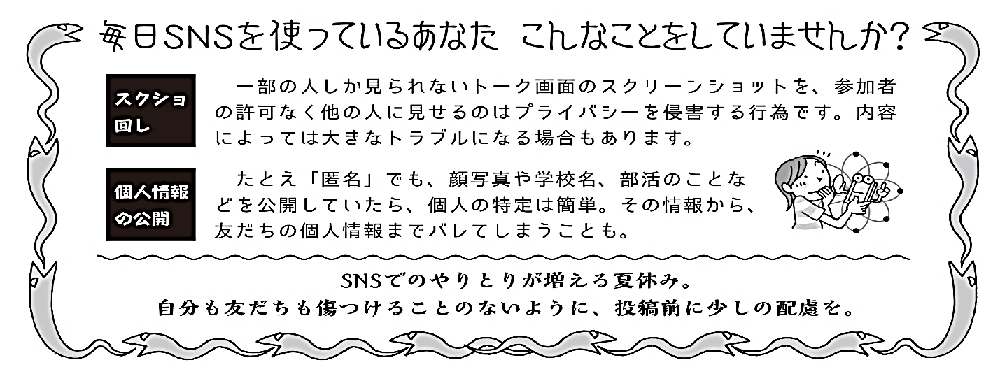 毎日SNSを使っているあなた こんなことをしていませんか？
スクショ
回し
一部の人しか見られないトーク画面のスクリーンショットを、参加者
の許可なく他の人に見せるのはプライバシーを侵害する行為です。内容
によっては大きなトラブルになる場合もあります。
個人情報
の公開
たとえ「匿名」でも、顔写真や学校名、部活のことな
どを公開していたら、個人の特定は簡単。その情報から、
友だちの個人情報までバレてしまうことも。
SNSでのやりとりが増える夏休み。
自分も友だちも傷つけることのないように、投稿前に少しの配慮を。